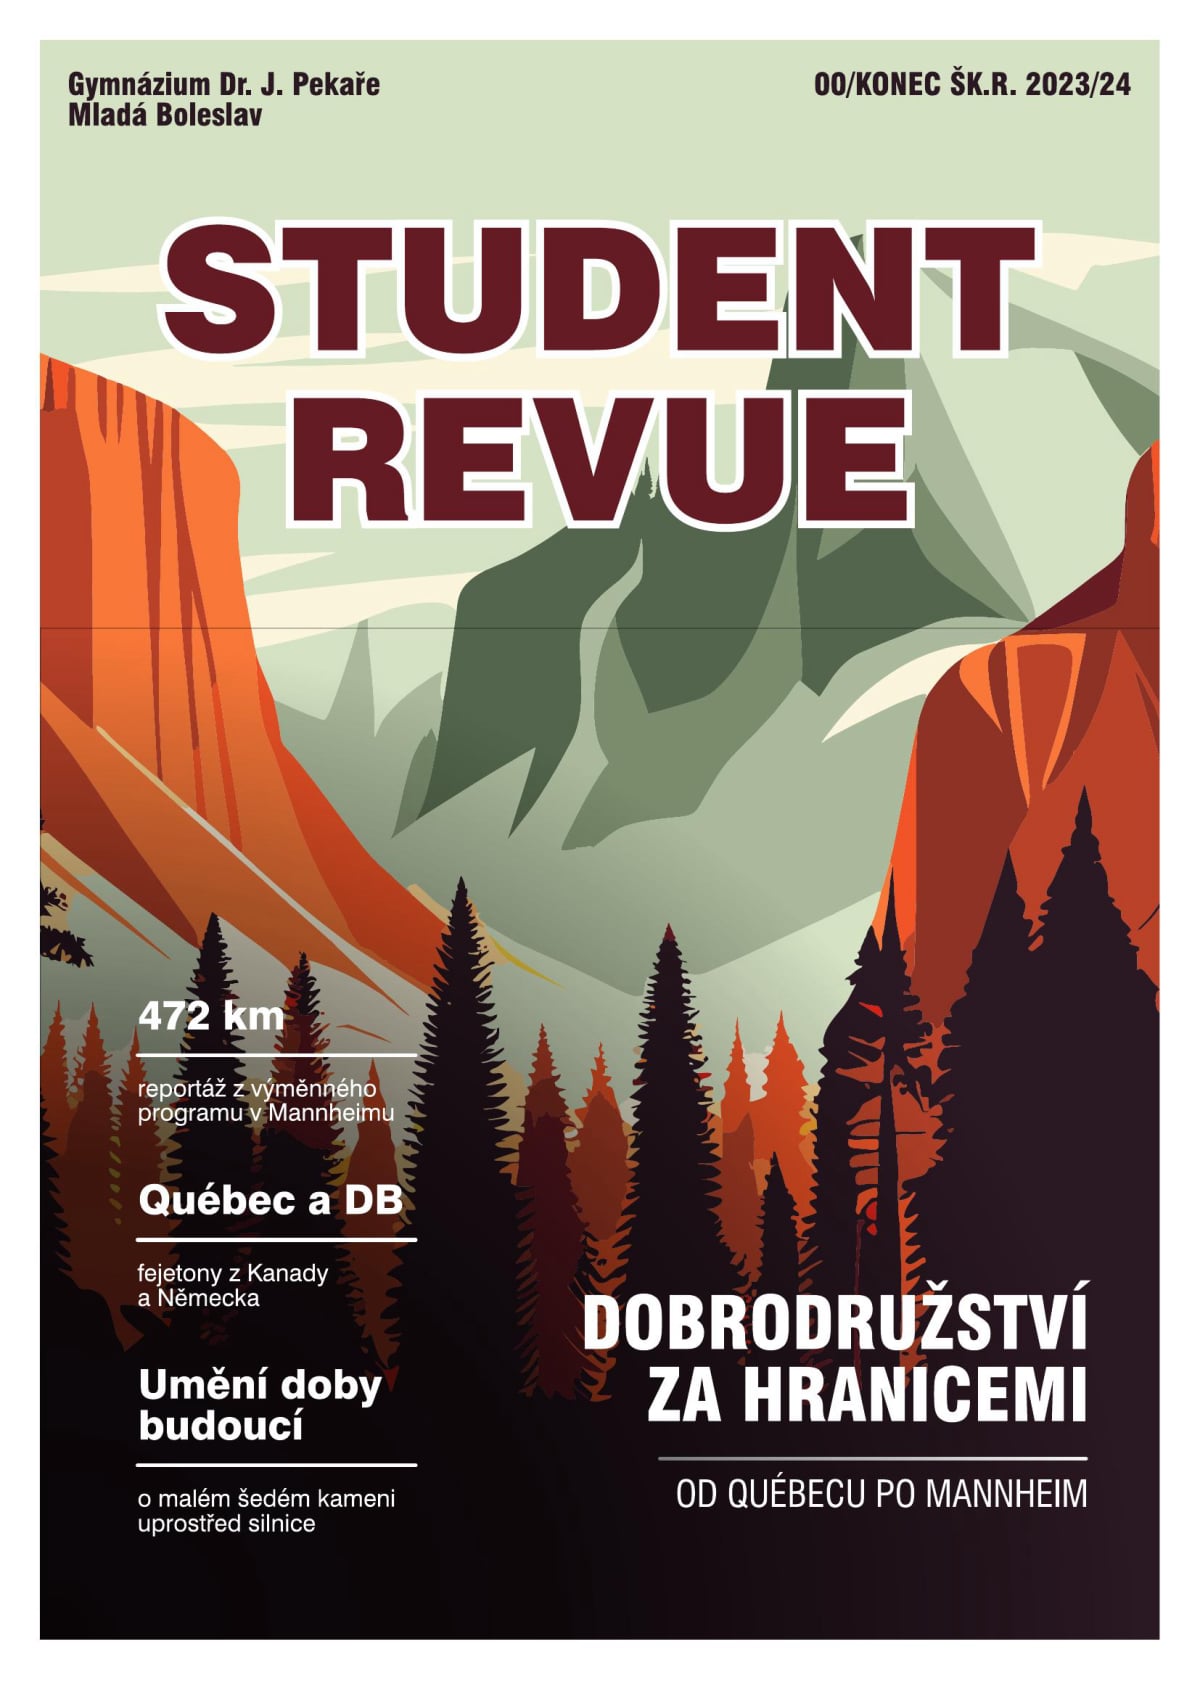 Gymnázium Dr. J. Pekaře
Mladá Boleslav
00/KONEC ŠK.R. 2023/24
STUDENT
REVUE
472 km
reportáž z výměnného
programu v Mannheimu
Québec a DB
fejetony z Kanady
a Německa
Umění doby
budoucí
o malém šedém kameni
uprostřed silnice
DOBRODRUŽSTVÍ
ZA HRANICEMI
OD QUÉBECU PO MANNHEIM